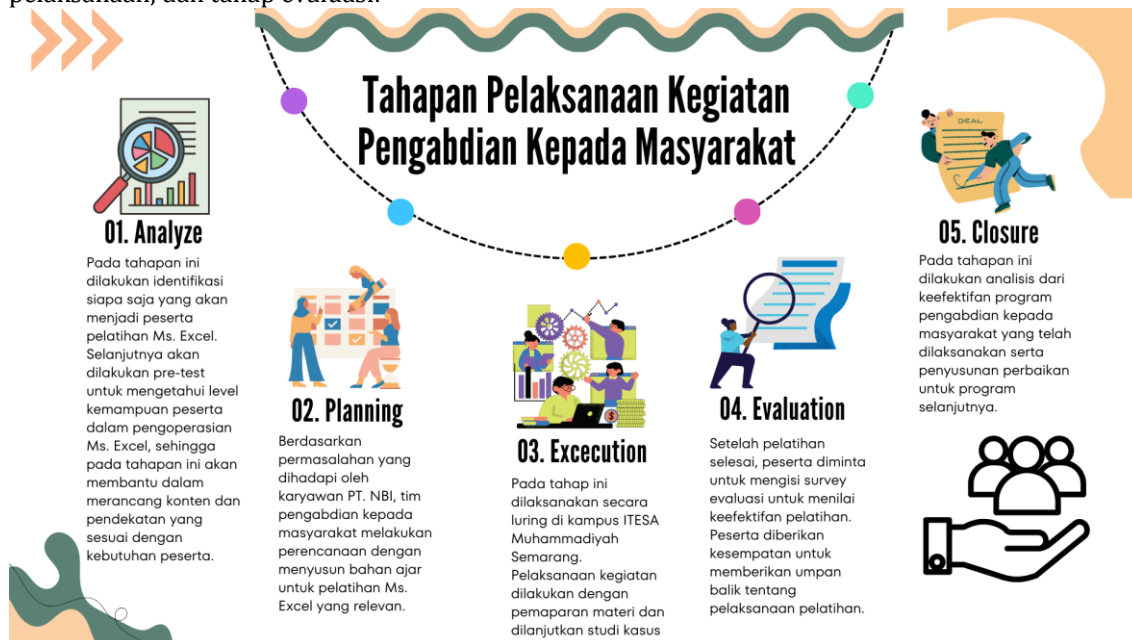 pelaksanaan, dan tahap evaluasi.
Tahapan Pelaksanaan Kegiatan
Pengabdian Kepada Masyarakat
01. Analyze
Pada tahapan ini
dilakukan identifikasi
siapa saja yang akan
menjadi peserta
pelatihan Ms. Excel.
Selanjutnya akan
dilakukan pre-test
untuk mengetahui level
kemampuan peserta
dalam pengoperasian
Ms. Excel, sehingga
pada tahapan ini akan
membantu dalam
merancang konten dan
pendekatan yang
sesuai dengan
kebutuhan peserta.
02. Planning
Berdasarkan
permasalahan yang
dihadapi oleh
karyawan PT. NBI, tim
pengabdian kepada
masyarakat melakukan
perencanaan dengan
menyusun bahan ajar
untuk pelatihan Ms.
Excel yang relevan.
03. Excecution
Pada tahap ini
dilaksanakan secara
luring di kampus ITESA
Muhammadiyah
Semarang.
Pelaksanaan kegiatan
dilakukan dengan
pemaparan materi dan
dilanjutkan studi kasus
04. Evaluation
Setelah pelatihan
selesai, peserta diminta
untuk mengisi survey
evaluasi untuk menilai
keefektifan pelatihan.
Peserta diberikan
kesempatan untuk
memberikan umpan
balik tentang
pelaksanaan pelatihan.
DEAL
05. Closure
Pada tahapan ini
dilakukan analisis dari
keefektifan program
pengabdian kepada
masyarakat yang telah
dilaksanakan serta
penyusunan perbaikan
untuk program
selanjutnya.